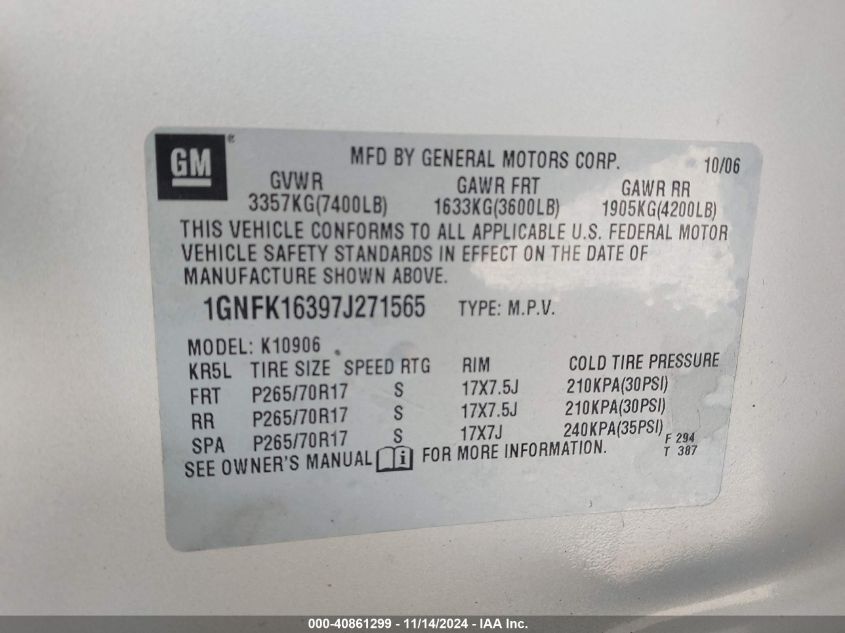 GM®
MFD BY GENERAL MOTORS CORP. 10/06
GVWR GAWR FRT GAWR RR
3357KG(7400LB) 1633KG(3600LB) 1905KG(4200LB)
THIS VEHICLE CONFORMS TO ALL APPLICABLE U.S. FEDERAL MOTOR
VEHICLE SAFETY STANDARDS IN EFFECT ON THE DATE OF
MANUFACTURE SHOWN ABOVE.
1GNFK16397J271565 TYPE: M.P.V.
MODEL: K10906
KR5L TIRE SIZE SPEED RTG RIM COLD TIRE PRESSURE
FRT P265/70R17 S 17X7.5J 210KPA(30PSI)
RR P265/70R17 S 17X7.5J 210KPA(30PSI)
SPA P265/70R17 S 17X7J 240KPA(35PSI)
F 294
SEE OWNER'S MANUAL i FOR MORE INFORMATION. T 387
000-40861299 - 11/14/2024 - IAA Inc.